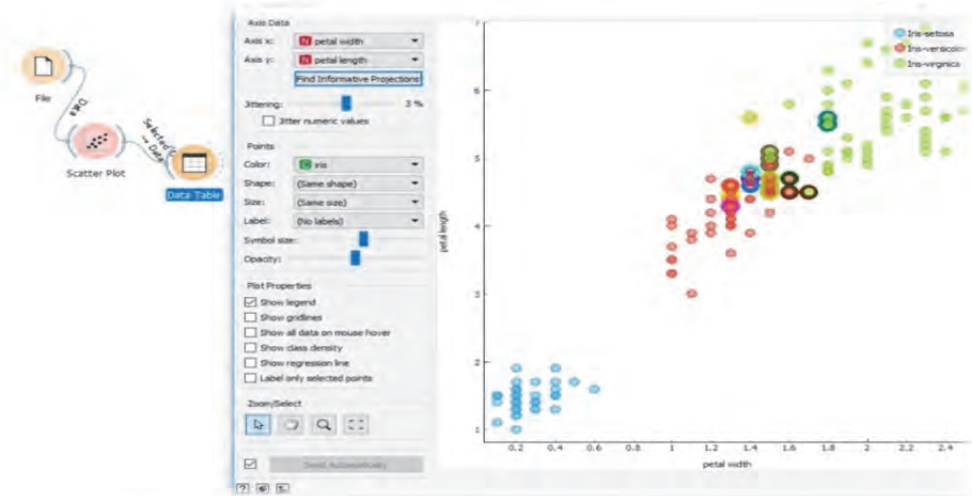 File
Data
Scatter Plot
Selected
→ Data
Data Table
Axis Data
Axis x: N petal width
Axis y: N petal length
Find Informative Projections
Jittering: 3 %
Jitter numeric values
Points
Color: C iris
Shape: (Same shape)
Size: (Same size)
Label: (No labels)
Symbol size:
Opacity:
Plot Properties
Show legend
Show gridlines
Show all data on mouse hover
Show class density
Show regression line
Label only selected points
Zoom/Select
Send Automatically
?
petal length
7
6
5
4
3
2
1
0.2 0.4 0.6 0.8 1 1.2 1.4 1.6 1.8 2 2.2 2.4
petal width
Iris-setosa
Iris-versicolor
Iris-virginica